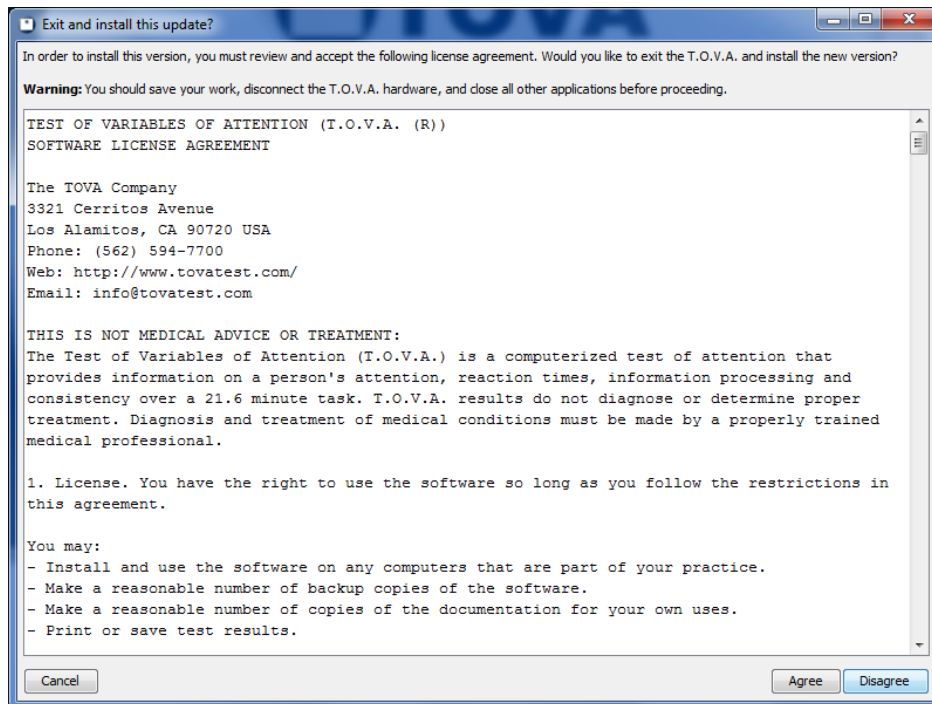 TOVA
Exit and install this update?
In order to install this version, you must review and accept the following license agreement. Would you like to exit the T.O.V.A. and install the new version?
Warning: You should save your work, disconnect the T.O.V.A. hardware, and close all other applications before proceeding.
TEST OF VARIABLES OF ATTENTION (T.O.V.A. (R))
SOFTWARE LICENSE AGREEMENT
The TOVA Company
3321 Cerritos Avenue
Los Alamitos, CA 90720 USA
Phone: (562) 594-7700
Web: http://www.tovatest.com/
Email: info@tovatest.com
THIS IS NOT MEDICAL ADVICE OR TREATMENT:
The Test of Variables of Attention (T.O.V.A.) is a computerized test of attention that
provides information on a person's attention, reaction times, information processing and
consistency over a 21.6 minute task. T.O.V.A. results do not diagnose or determine proper
treatment. Diagnosis and treatment of medical conditions must be made by a properly trained
medical professional.
1. License. You have the right to use the software so long as you follow the restrictions in
this agreement.
You may:
- Install and use the software on any computers that are part of your practice.
- Make a reasonable number of backup copies of the software.
- Make a reasonable number of copies of the documentation for your own uses.
- Print or save test results.
Cancel
Agree
Disagree